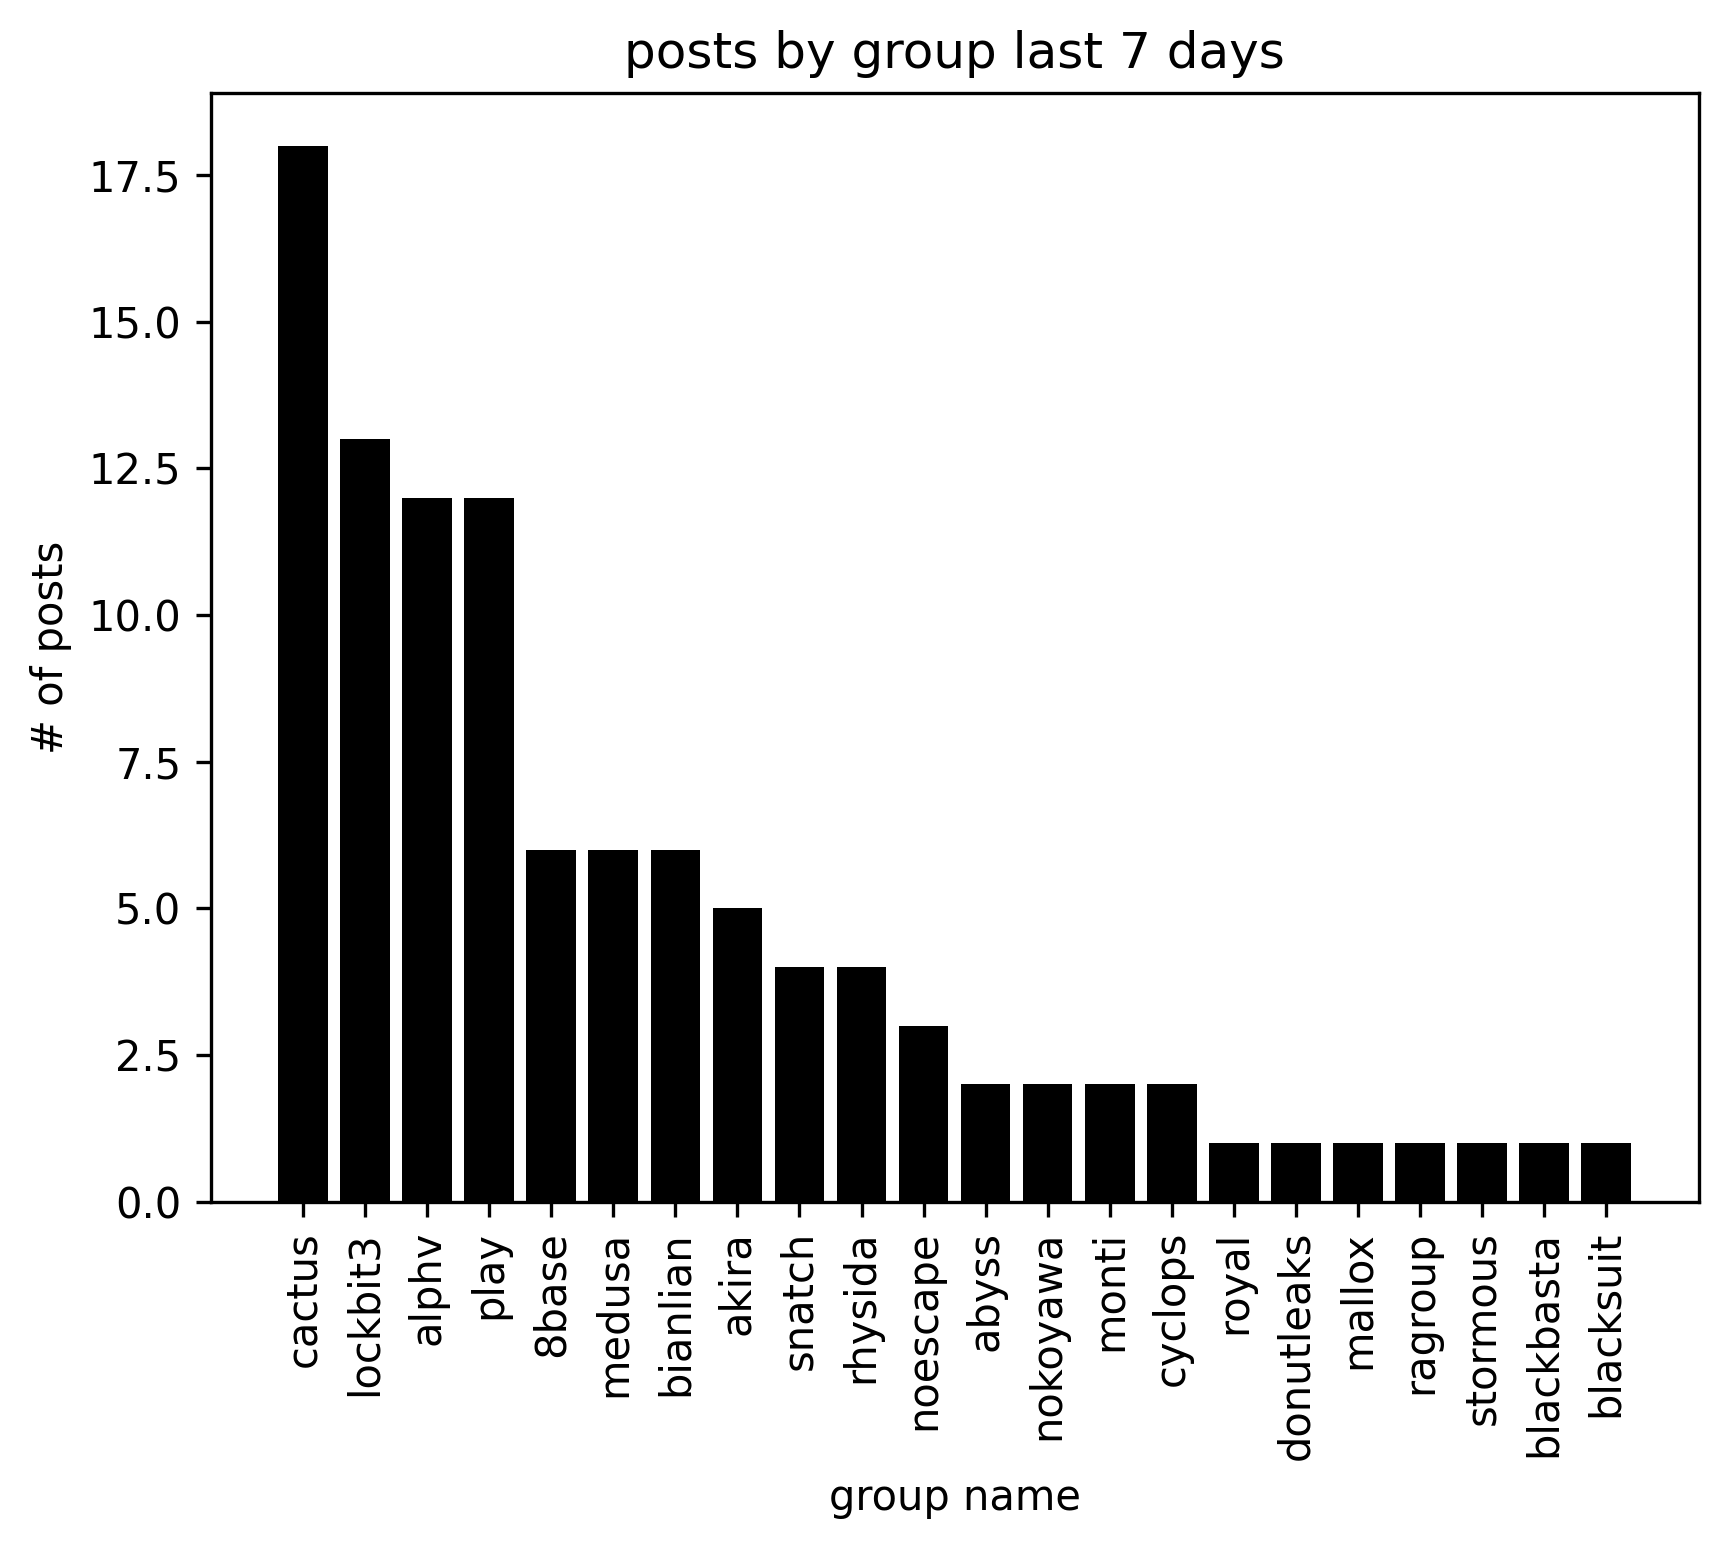 posts by group last 7 days
# of posts
17.5
15.0
12.5
10.0
7.5
5.0
2.5
0.0
cactus
lockbit3
alphv
play
8base
medusa
bianlian
akira
snatch
rhysida
noescape
abyss
nokoyawa
monti
cyclops
royal
donutleaks
mallox
ragroup
stormous
blackbasta
blacksuit
group name